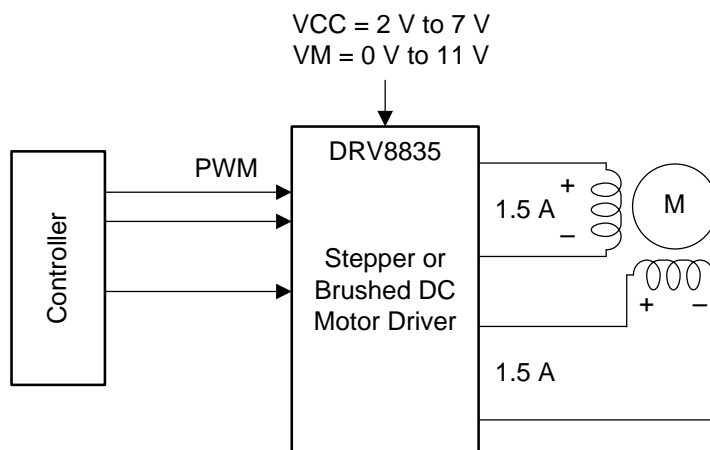 VCC = 2 V to 7 V
VM = 0 V to 11 V
DRV8835
PWM
Controller
Stepper or
Brushed DC
Motor Driver
1.5 A
+
–
M
+ –
1.5 A